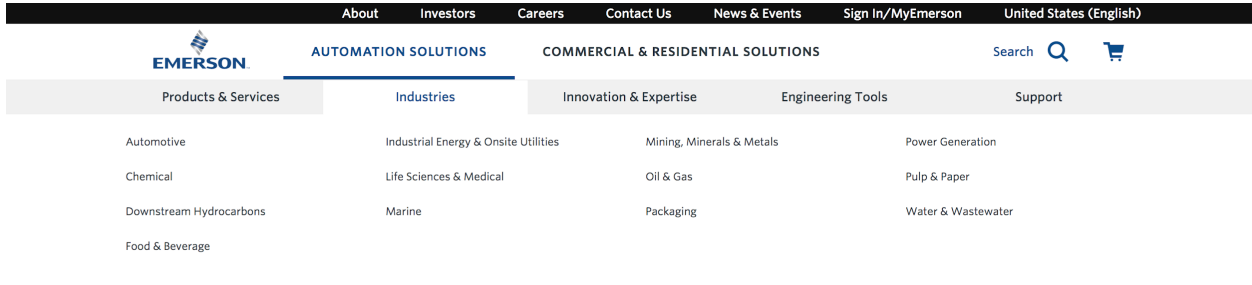 About Investors Careers Contact Us News & Events Sign In/MyEmerson United States (English)
EMERSON
AUTOMATION SOLUTIONS COMMERCIAL & RESIDENTIAL SOLUTIONS Search
Products & Services Industries Innovation & Expertise Engineering Tools Support
Automotive Industrial Energy & Onsite Utilities Mining, Minerals & Metals Power Generation
Chemical Life Sciences & Medical Oil & Gas Pulp & Paper
Downstream Hydrocarbons Marine Packaging Water & Wastewater
Food & Beverage